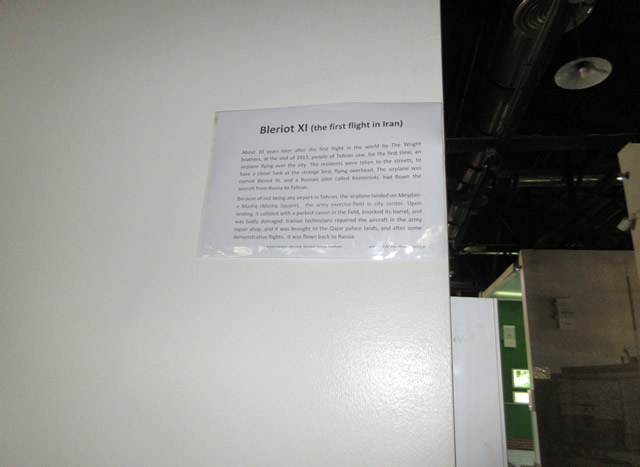 Bleriot XI (the first flight in Iran)
About 10 years later after the first flight in the world by The Wright
brothers, at the end of 1913, people of Tehran saw, for the first time, an
airplane flying over the city. The residents were taken to the streets, to
have a closer look at the strange bird, flying overhead. The airplane was
named Bleriot XI, and a Russian pilot called Kozminski, had flown the
aircraft from Russia to Tehran.
Because of not being any airport in Tehran, the airplane landed on Meydan-
e Mashq (Mashq Square), the army exercise-field in city center. Upon
landing, it collided with a parked canon in the field, knocked its barrel, and
was badly damaged. Iranian technicians repaired the aircraft in the army
repair shop, and it was brought to the Qajar palace lands, and after some
demonstrative flights, it was flown back to Russia.